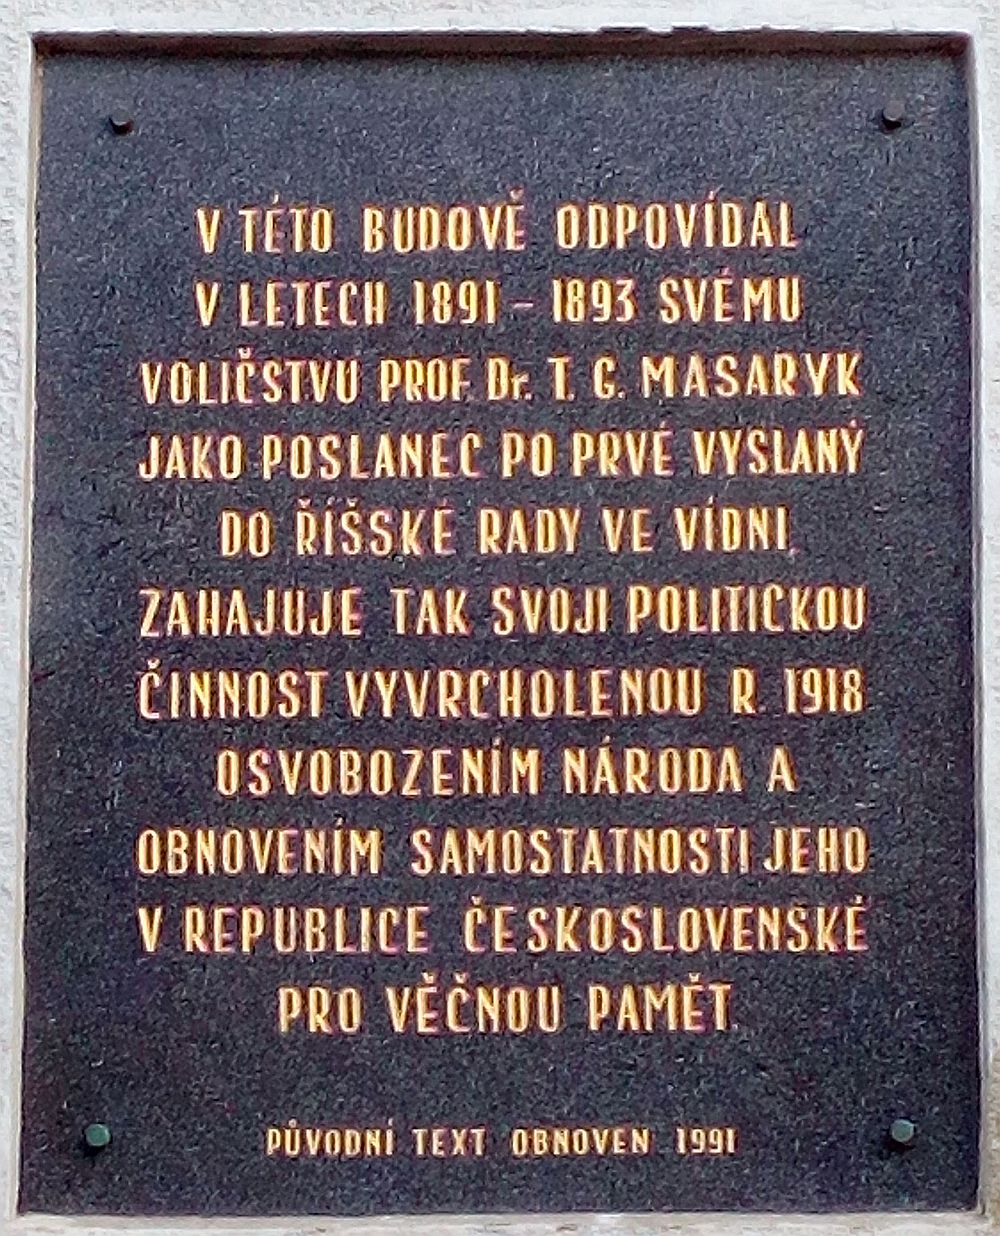 V TÉTO BUDOVĚ ODPOVÍDAL
V LETECH 1891 - 1893 SVÉMU
VOLIČSTVU PROF. Dr. T. G. MASARYK
JAKO POSLANEC PO PRVÉ VYSLANÝ
DO ŘÍŠSKÉ RADY VE VÍDNI,
ZAHAJUJE TAK SVOJI POLITICKOU
ČINNOST VYVRCHOLENOU R. 1918
OSVOBOZENÍM NÁRODA A
OBNOVENÍM SAMOSTATNOSTI JEHO
V REPUBLICE ČESKOSLOVENSKÉ
PRO VĚČNOU PAMĚT.
PŮVODNÍ TEXT OBNOVEN 1991